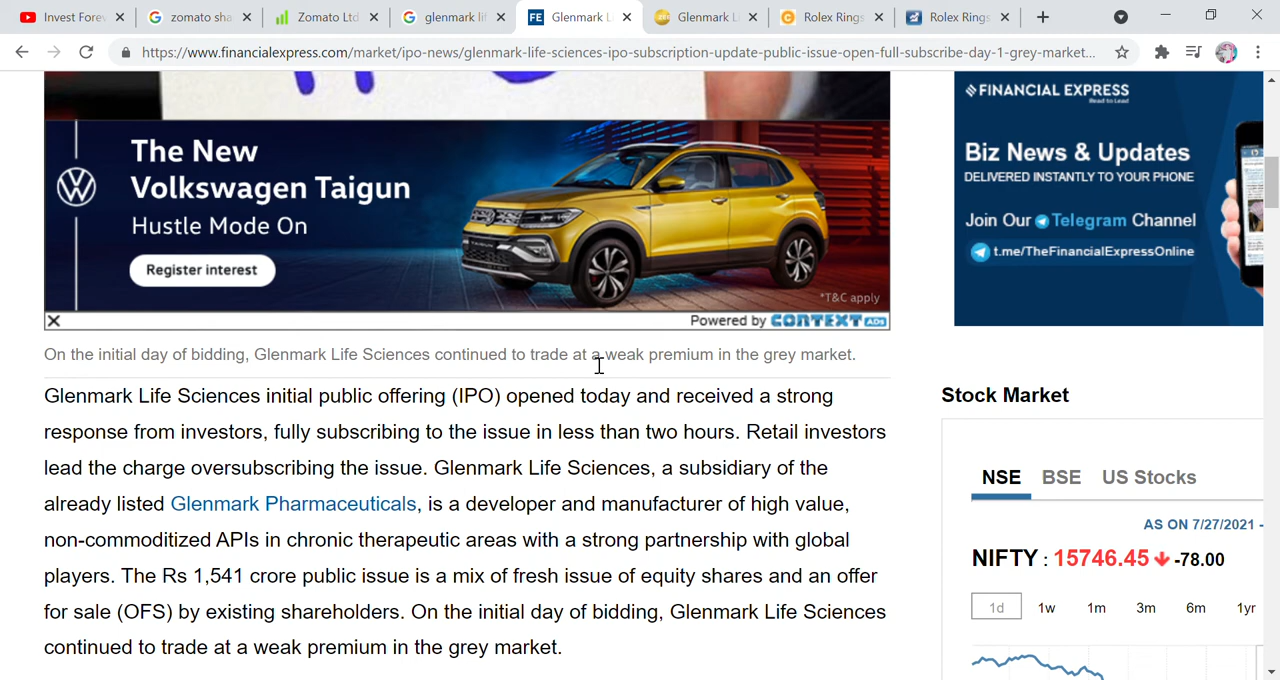 Invest Forev
zomato sha
Zomato Ltd
glenmark lif
Glenmark L
Glenmark L
Rolex Rings
Rolex Rings
https://www.financialexpress.com/market/ipo-news/glenmark-life-sciences-ipo-subscription-update-public-issue-open-full-subscribe-day-1-grey-market...
The New
Volkswagen Taigun
Hustle Mode On
Register interest
*T&C apply
Powered by CONTEXT ADS
On the initial day of bidding, Glenmark Life Sciences continued to trade at a weak premium in the grey market.
Glenmark Life Sciences initial public offering (IPO) opened today and received a strong
response from investors, fully subscribing to the issue in less than two hours. Retail investors
lead the charge oversubscribing the issue. Glenmark Life Sciences, a subsidiary of the
already listed Glenmark Pharmaceuticals, is a developer and manufacturer of high value,
non-commoditized APIs in chronic therapeutic areas with a strong partnership with global
players. The Rs 1,541 crore public issue is a mix of fresh issue of equity shares and an offer
for sale (OFS) by existing shareholders. On the initial day of bidding, Glenmark Life Sciences
continued to trade at a weak premium in the grey market.
FINANCIAL EXPRESS
Read to Lead
Biz News & Updates
DELIVERED INSTANTLY TO YOUR PHONE
Join Our Telegram Channel
t.me/TheFinancialExpressOnline
Stock Market
NSE BSE US Stocks
AS ON 7/27/2021 -
NIFTY : 15746.45 -78.00
1d 1w 1m 3m 6m 1yr